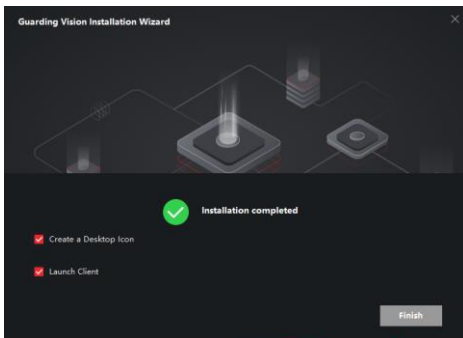 Guarding Vision Installation Wizard
Installation completed
Create a Desktop Icon
Launch Client
Finish